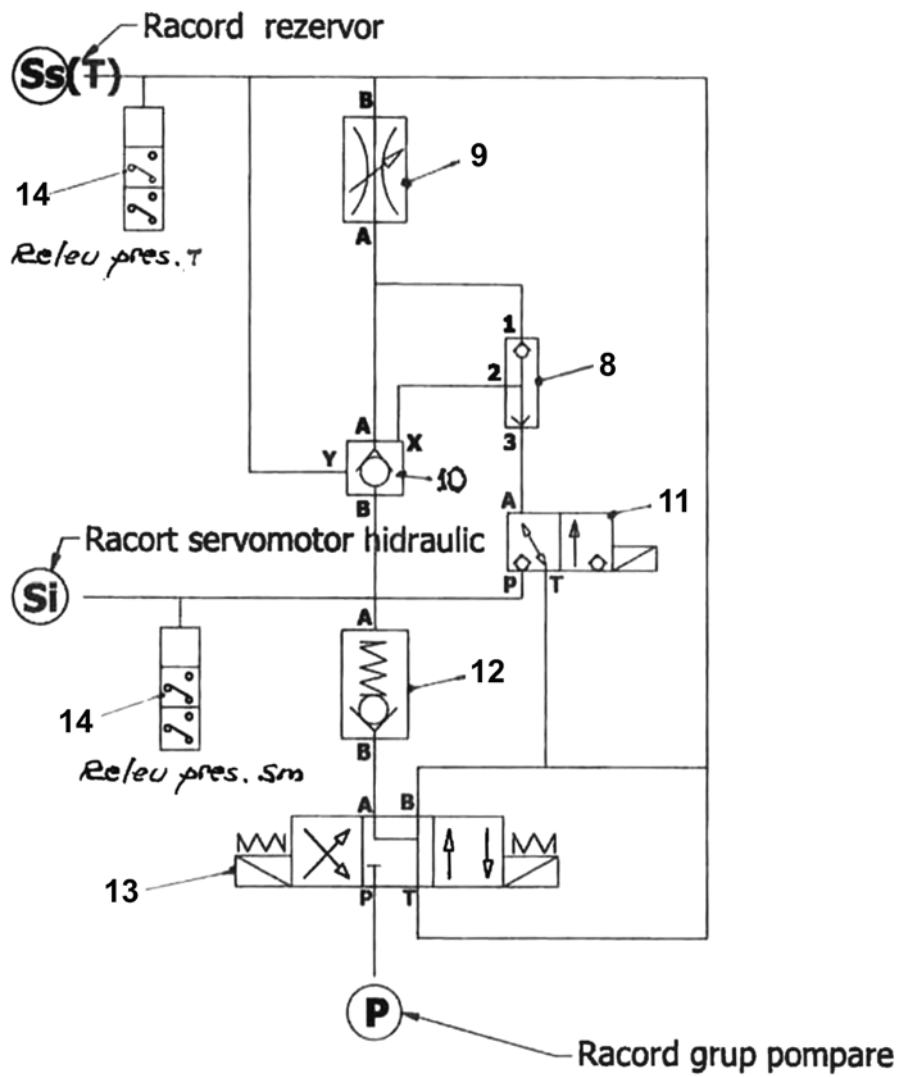 Racord rezervor
Ss(T)
B
9
14
A
Releu pres. T
1
8
2
A
X
Y
3
10
B
A
11
Racort servomotor hidraulic
P
T
Si
A
12
14
B
Releu pres. Sm
A
B
13
P
T
P
Racord grup pompare